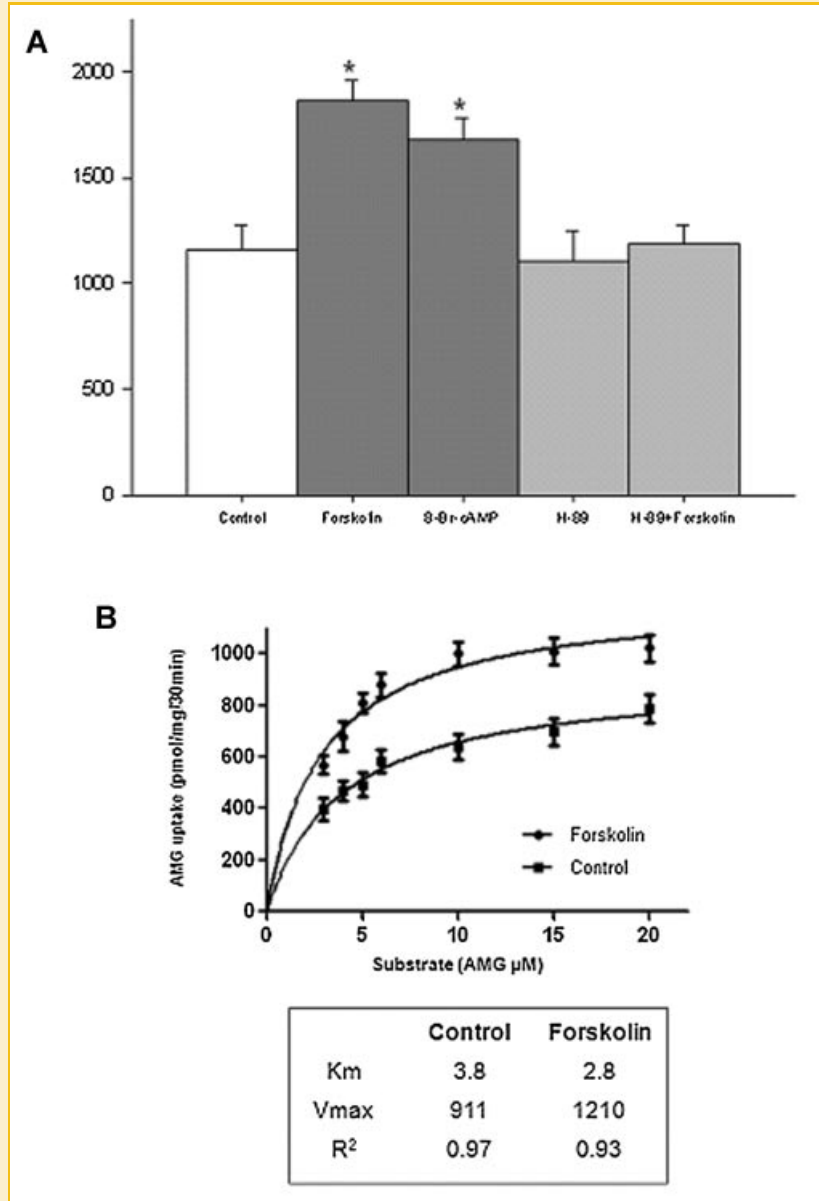 A
2000
*
*
1500
1000
500
0
Control Forskolin 8-Br-cAMP H-89 H-89+Forskolin
B
AMG uptake (pmol/mg/30min)
1000
800
600
400
200
0
Forskolin
Control
0 5 10 15 20
Substrate (AMG µM)
Control Forskolin
Km 3.8 2.8
Vmax 911 1210
R² 0.97 0.93